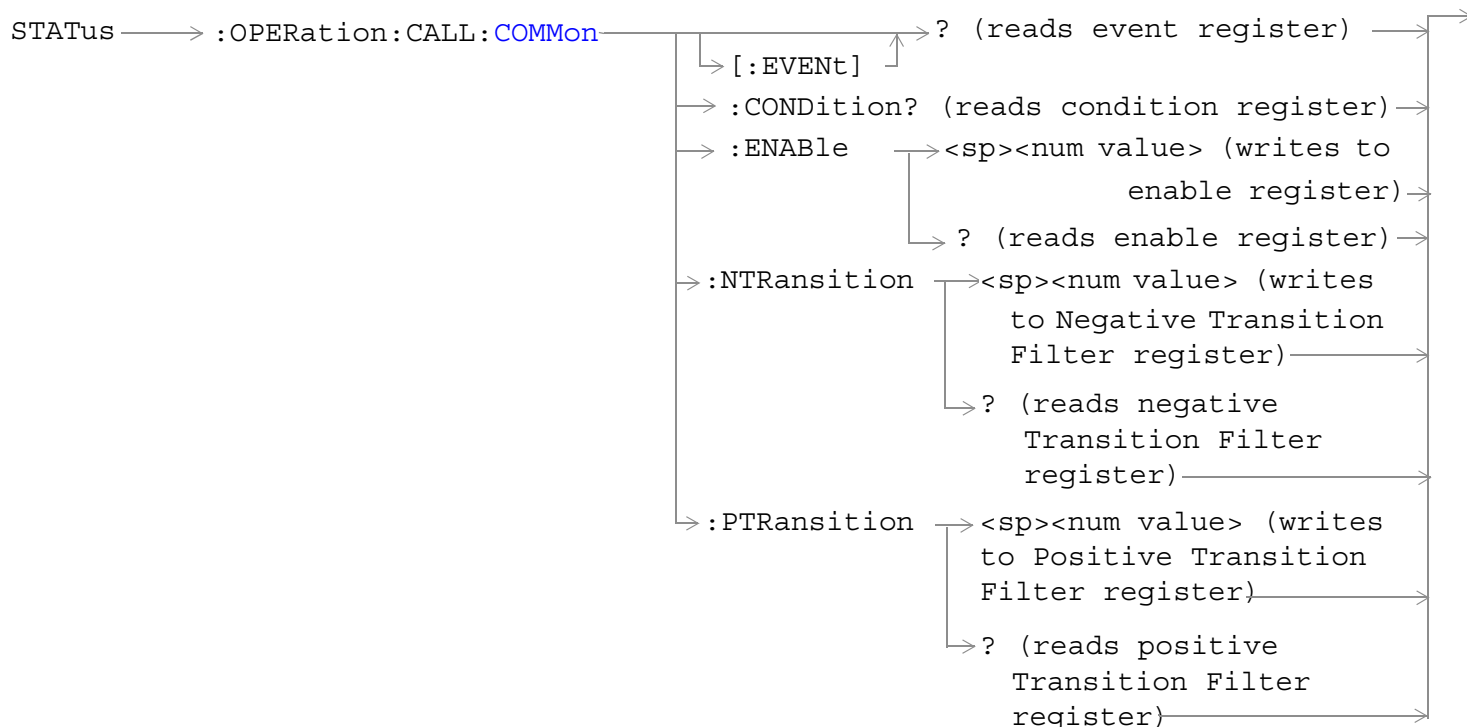 STATus :OPERation:CALL:COMMon ? (reads event register)
[:EVENt]
:CONDition? (reads condition register)
:ENABle <sp><num value> (writes to
enable register)
? (reads enable register)
:NTRansition <sp><num value> (writes
to Negative Transition
Filter register)
? (reads negative
Transition Filter
register)
:PTRansition <sp><num value> (writes
to Positive Transition
Filter register)
? (reads positive
Transition Filter
register)